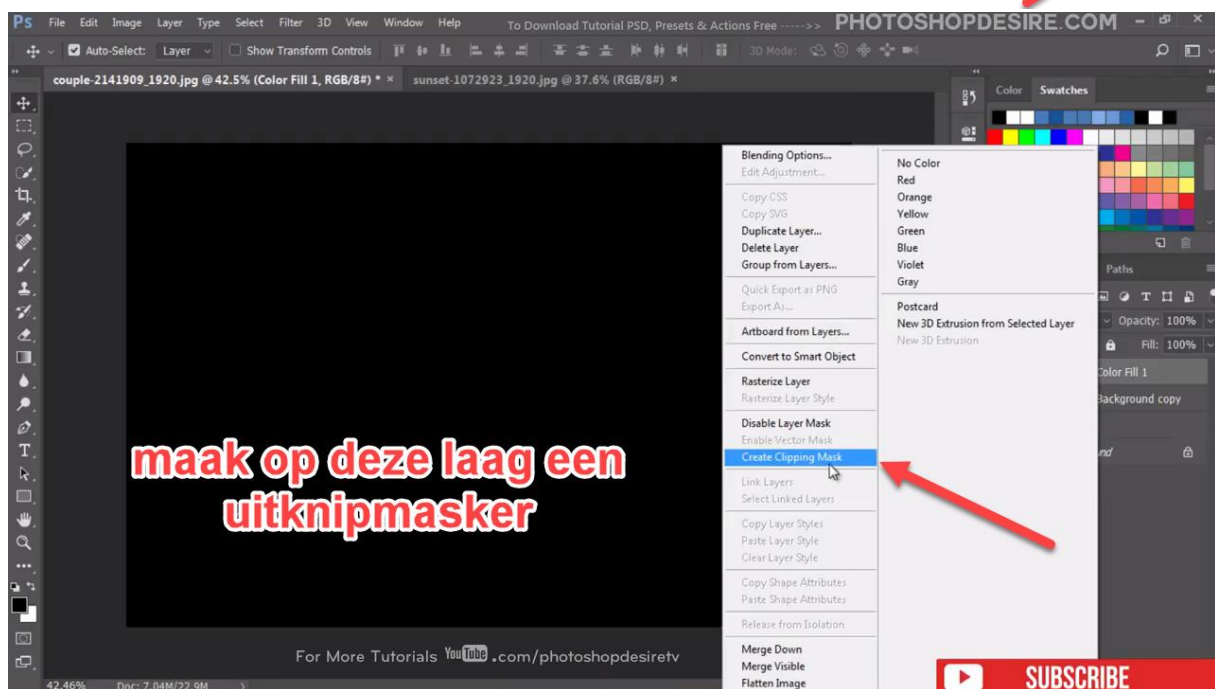 Ps File Edit Image Layer Type Select Filter 3D View Window Help
To Download Tutorial PSD, Presets & Actions Free ----->> PHOTOSHOPDESIRE.COM
Auto-Select: Layer Show Transform Controls 3D Mode:
couple-2141909_1920.jpg @ 42.5% (Color Fill 1, RGB/8#) * × sunset-1072923_1920.jpg @ 37.6% (RGB/8#) ×
Color Swatches
Blending Options...
Edit Adjustment...
Copy CSS
Copy SVG
Duplicate Layer...
Delete Layer
Group from Layers...
Quick Export as PNG
Export As...
Artboard from Layers...
Convert to Smart Object
Rasterize Layer
Rasterize Layer Style
Disable Layer Mask
Enable Vector Mask
Create Clipping Mask
Link Layers
Select Linked Layers
Copy Layer Styles
Paste Layer Style
Clear Layer Style
Copy Shape Attributes
Paste Shape Attributes
Release from Isolation
Merge Down
Merge Visible
Flatten Image
No Color
Red
Orange
Yellow
Green
Blue
Violet
Gray
Postcard
New 3D Extrusion from Selected Layer
New 3D Extrusion
Paths
Opacity: 100%
Fill: 100%
Color Fill 1
Background copy
maak op deze laag een
uitknipmasker
For More Tutorials YouTube.com/photoshopdesiretv
SUBSCRIBE
42.46% Doc: 7.04M/22.9M